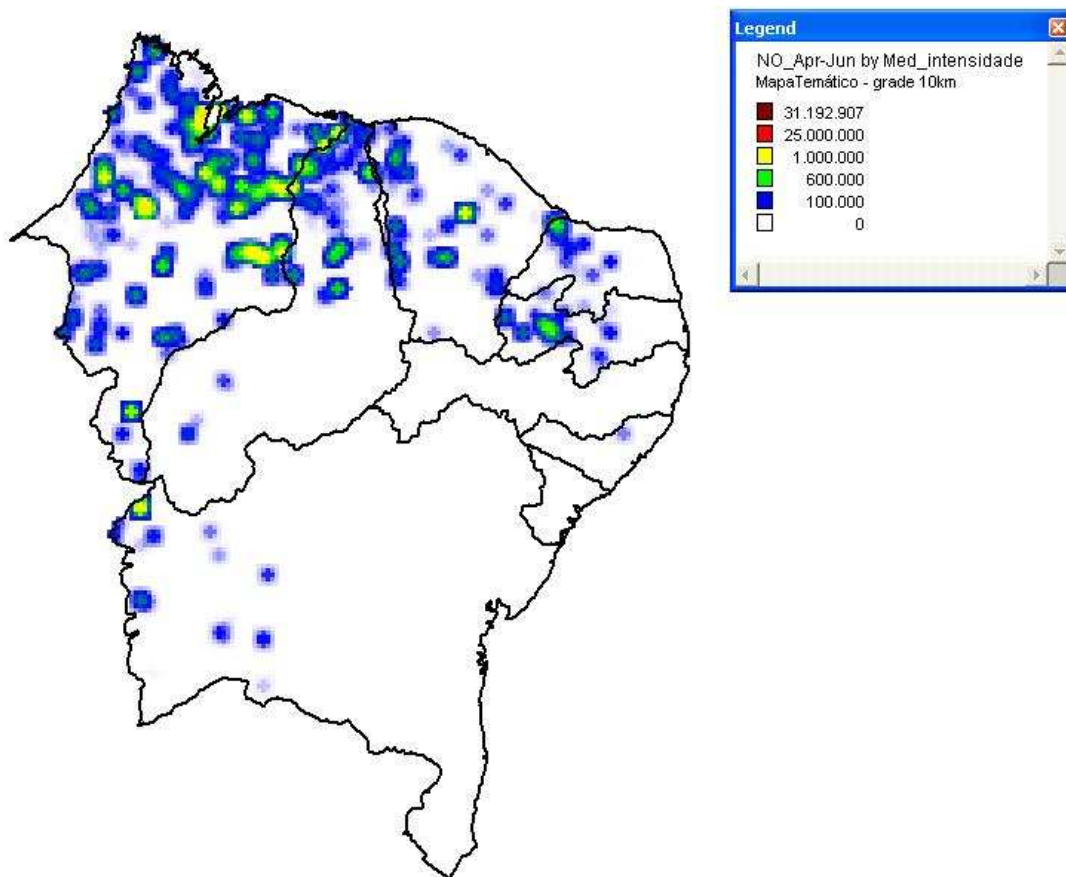 Legend
NO_Apr-Jun by Med_intensidade
MapaTemático - grade 10km
31.192.907
25.000.000
1.000.000
600.000
100.000
0